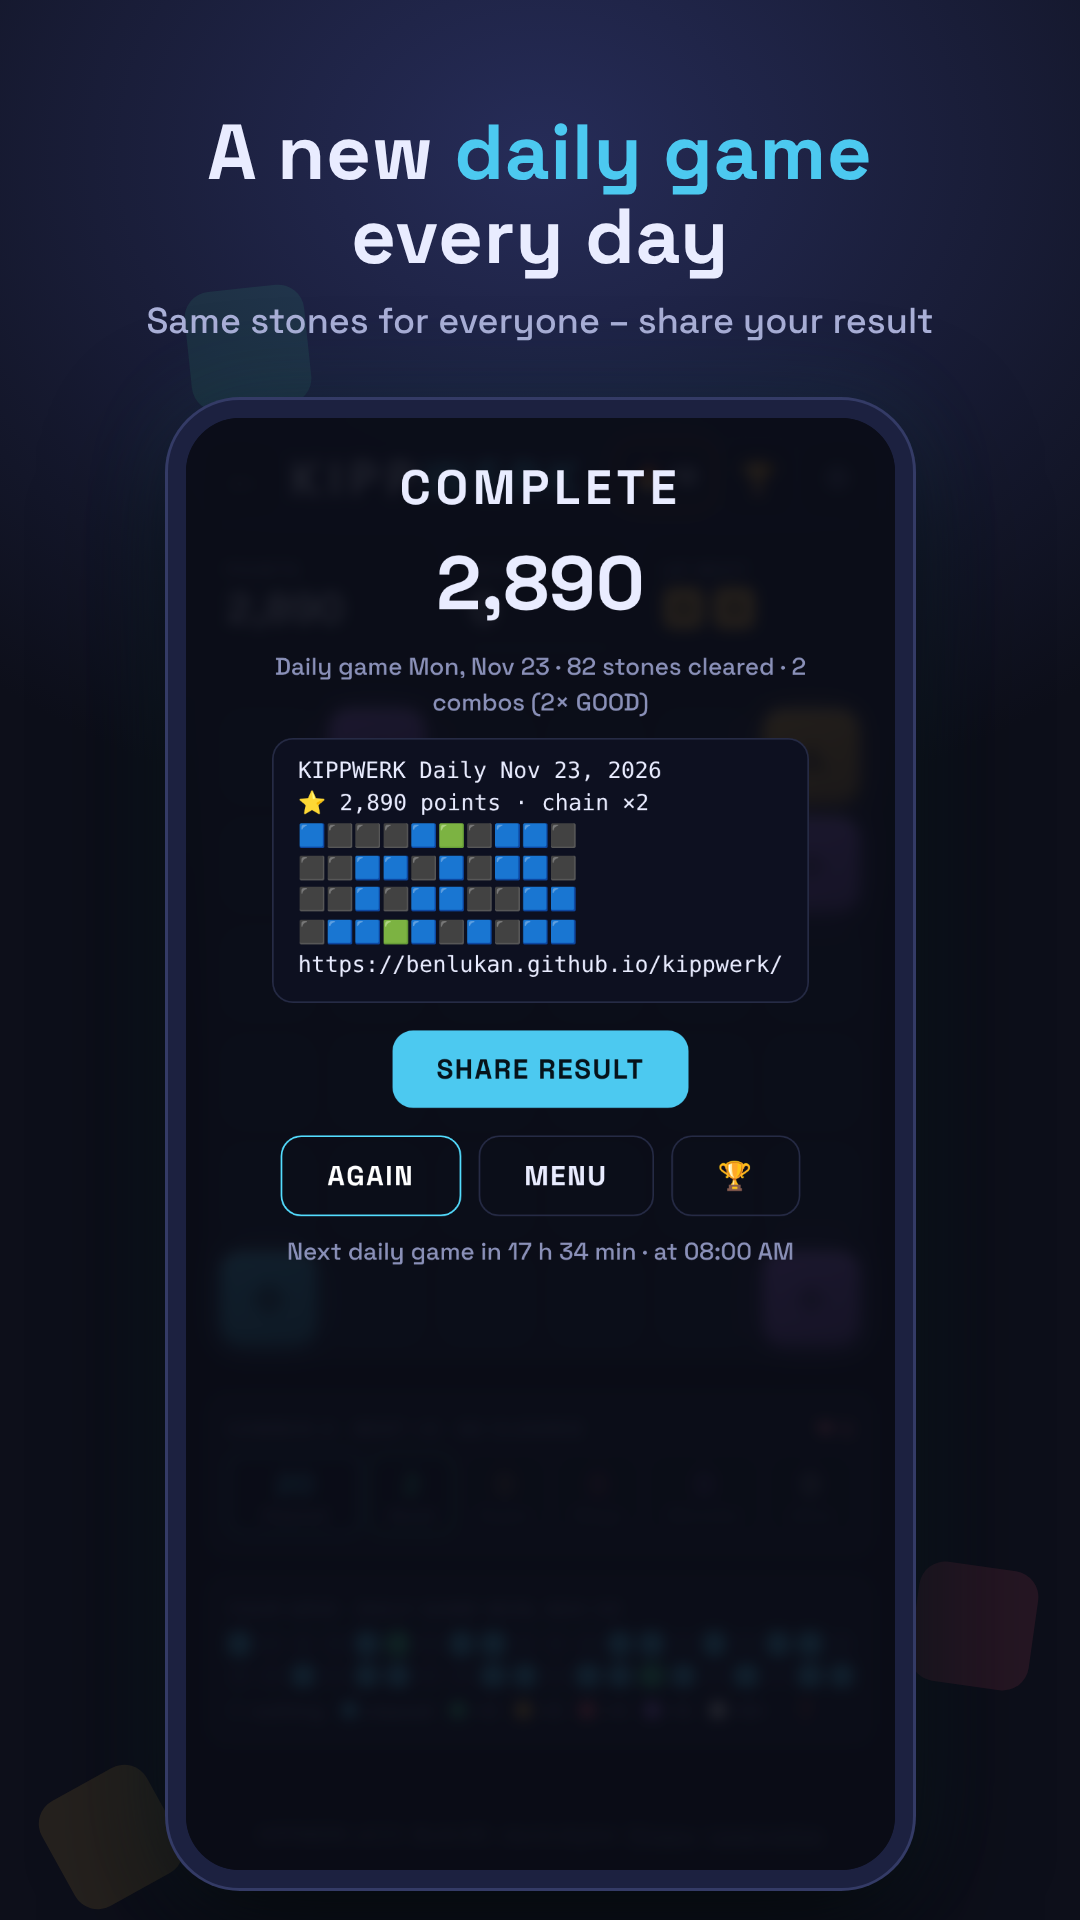 A new daily game
every day
Same stones for everyone – share your result
COMPLETE
2,890
Daily game Mon, Nov 23 · 82 stones cleared · 2
combos (2× GOOD)
KIPPWERK Daily Nov 23, 2026
⭐ 2,890 points · chain ×2
🟦⬛⬛⬛🟦🟩⬛🟦🟦⬛
⬛⬛🟦🟦⬛🟦⬛🟦🟦⬛
⬛⬛🟦⬛🟦🟦⬛⬛🟦🟦
⬛🟦🟦🟩🟦⬛🟦⬛🟦🟦
https://benlukan.github.io/kippwerk/
SHARE RESULT
AGAIN MENU 🏆
Next daily game in 17 h 34 min · at 08:00 AM